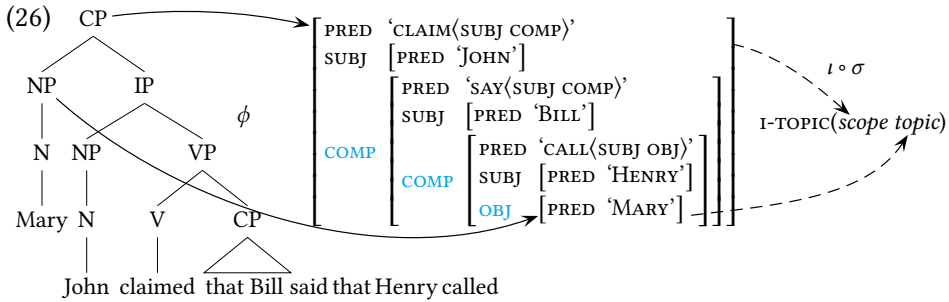 (26) CP
NP IP
N NP VP
Mary N V CP
John claimed that Bill said that Henry called
ϕ
PRED ‘CLAIM⟨SUBJ COMP⟩’
SUBJ [PRED ‘JOHN’]
COMP
PRED ‘SAY⟨SUBJ COMP⟩’
SUBJ [PRED ‘BILL’]
COMP
PRED ‘CALL⟨SUBJ OBJ⟩’
SUBJ [PRED ‘HENRY’]
OBJ [PRED ‘MARY’]
ι ∘ σ
I-TOPIC(scope topic)